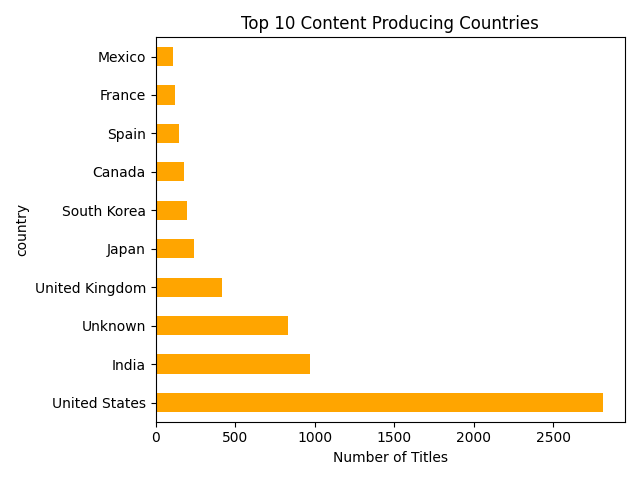 Top 10 Content Producing Countries
Mexico
France
Spain
Canada
South Korea
Japan
United Kingdom
Unknown
India
United States
country
0 500 1000 1500 2000 2500
Number of Titles